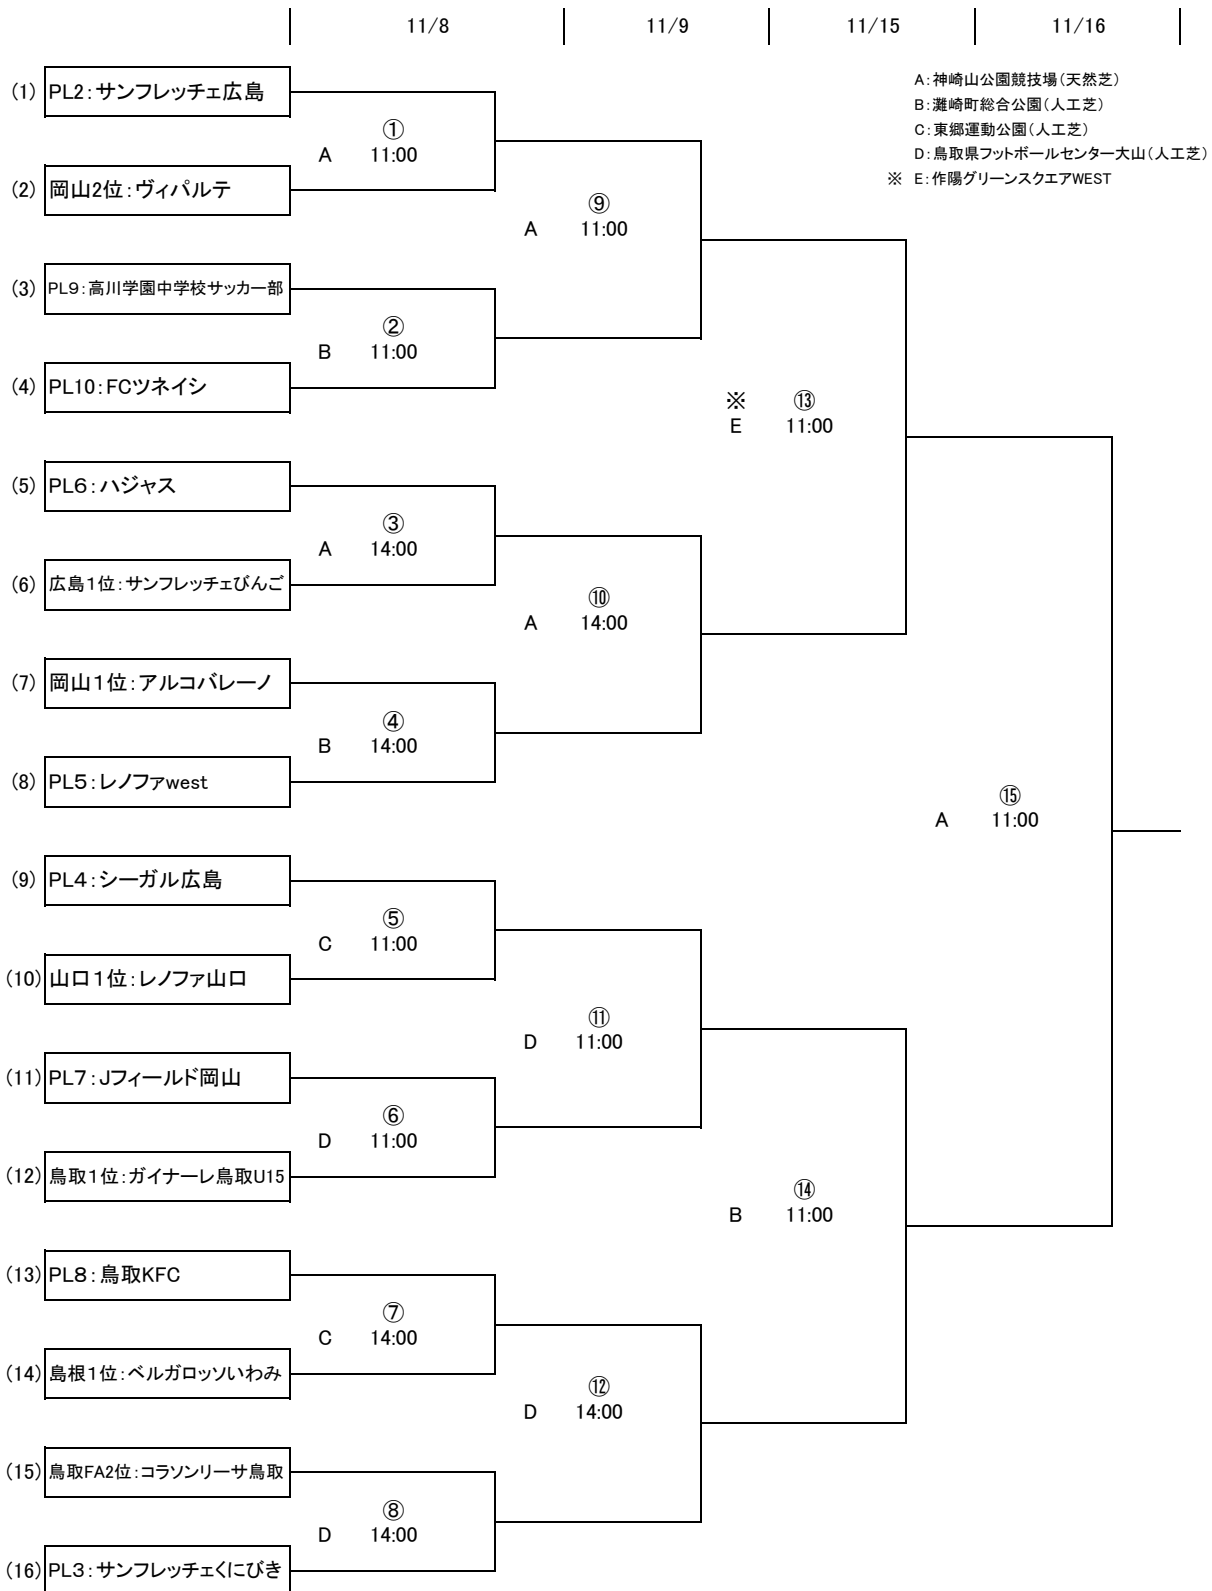 11/8 11/9 11/15 11/16
A:神崎山公園競技場(天然芝)
B:灘崎町総合公園(人工芝)
C:東郷運動公園(人工芝)
D:鳥取県フットボールセンター大山(人工芝)
※ E:作陽グリーンスクエアWEST
(1) PL2:サンフレッチェ広島
①
A 11:00
(2) 岡山2位:ヴィパルテ
⑨
A 11:00
(3) PL9:高川学園中学校サッカー部
②
B 11:00
(4) PL10:FCツネイシ
※ ⑬
E 11:00
(5) PL6:ハジャス
③
A 14:00
(6) 広島1位:サンフレッチェびんご
⑩
A 14:00
(7) 岡山1位:アルコバレーノ
④
B 14:00
(8) PL5:レノファwest
⑮
A 11:00
(9) PL4:シーガル広島
⑤
C 11:00
(10) 山口1位:レノファ山口
⑪
D 11:00
(11) PL7:Jフィールド岡山
⑥
D 11:00
(12) 鳥取1位:ガイナーレ鳥取U15
⑭
B 11:00
(13) PL8:鳥取KFC
⑦
C 14:00
(14) 島根1位:ベルガロッソいわみ
⑫
D 14:00
(15) 鳥取FA2位:コラソンリーサ鳥取
⑧
D 14:00
(16) PL3:サンフレッチェくにびき